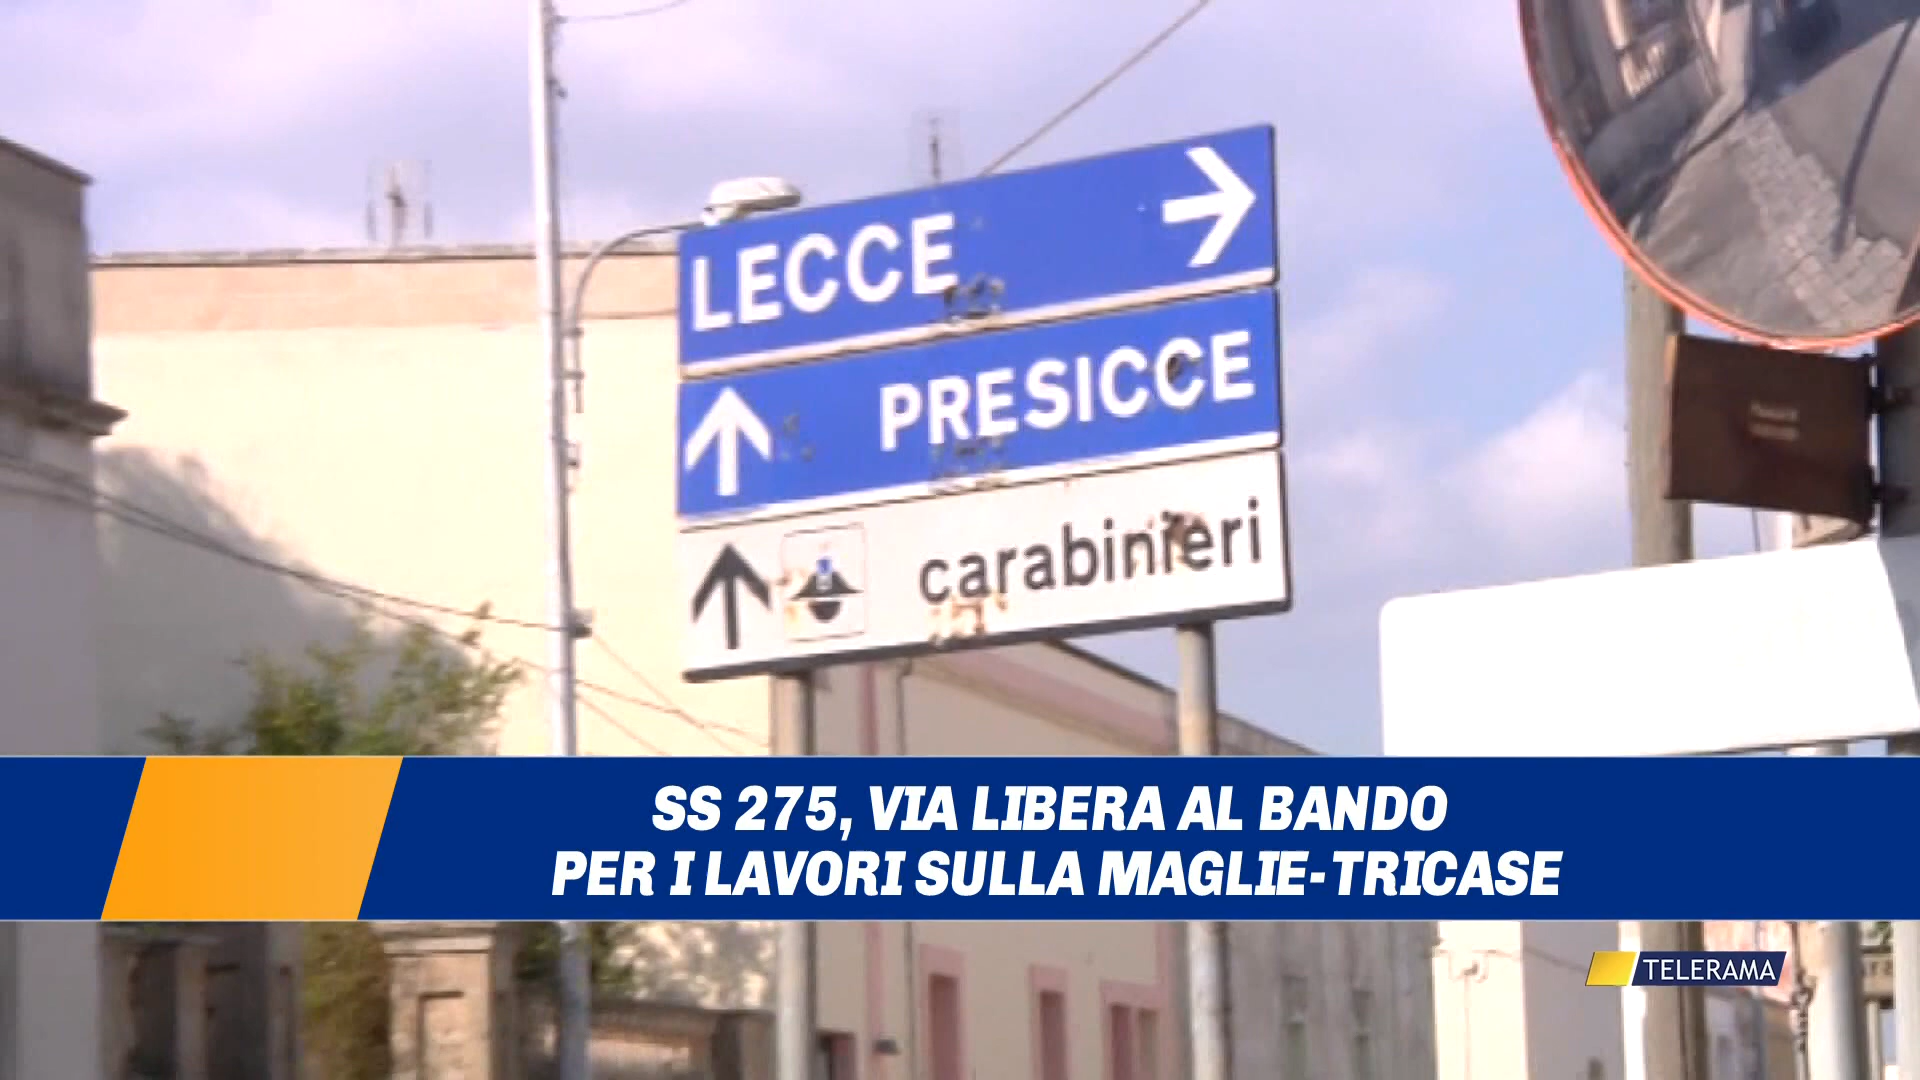 LECCE
PRESICCE
carabinieri
SS 275, VIA LIBERA AL BANDO
PER I LAVORI SULLA MAGLIE-TRICASE
TELERAMA